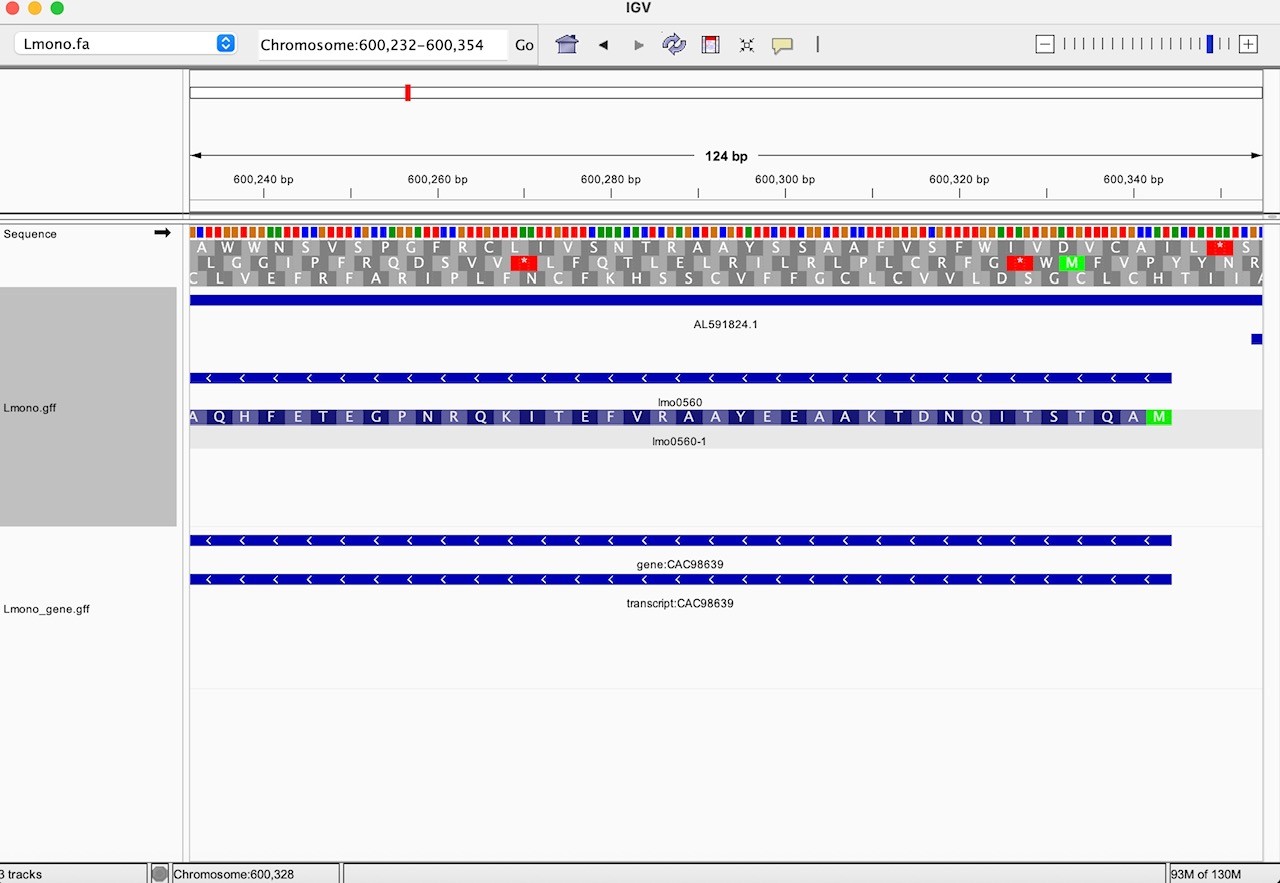 IGV
Lmono.fa Chromosome:600,232-600,354 Go
124 bp
600,240 bp 600,260 bp 600,280 bp 600,300 bp 600,320 bp 600,340 bp
Sequence
A W W N S V S P G F R C L I V S N T R A A Y S S A A F V S F W I V D V C A I L * S
L G G I P F R Q D S V V * L F Q T L E L R I L R L P L C R F G * W M F V P Y Y N R
C L V E F R F A R I P L F N C F K H S S C V F F G C L C V V L D S G C L C H T I I A
AL591824.1
lmo0560
Lmono.gff
A Q H F E T E G P N R Q K I T E F V R A A Y E E A A K T D N Q I T S T Q A M
lmo0560-1
gene:CAC98639
transcript:CAC98639
Lmono_gene.gff
3 tracks Chromosome:600,328 93M of 130M